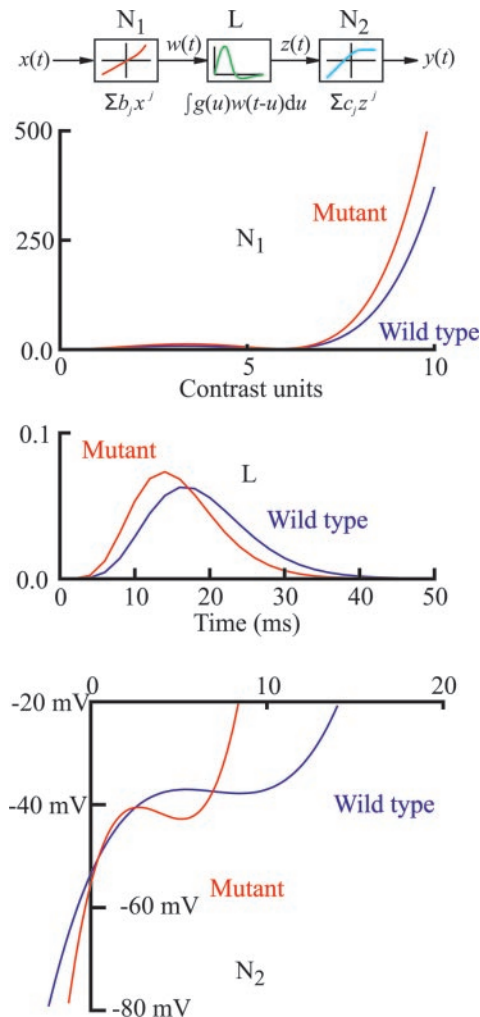 N₁ L N₂
x(t) w(t) z(t) y(t)
Σbⱼxʲ ∫g(u)w(t-u)du Σcⱼzʲ
500
Mutant
250
N₁
Wild type
0.0
0 5 10
Contrast units
0.1
Mutant
L
Wild type
0.0
0 10 20 30 40 50
Time (ms)
0 10 20
-20 mV
Wild type
-40 mV
Mutant
-60 mV
N₂
-80 mV